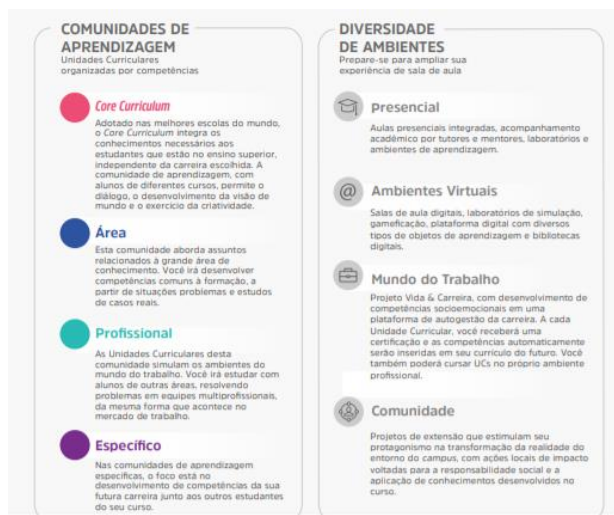 COMUNIDADES DE
APRENDIZAGEM
Unidades Curriculares
organizadas por competências
Core Curriculum
Adotado nas melhores escolas do mundo,
o Core Curriculum integra os
conhecimentos necessários aos
estudantes que estão no ensino superior,
independente da carreira escolhida. A
comunidade de aprendizagem, com
alunos de diferentes cursos, permite o
diálogo, o desenvolvimento da visão de
mundo e o exercício da criatividade.
Área
Esta comunidade aborda assuntos
relacionados à grande área de
conhecimento. Você irá desenvolver
competências comuns à formação, a
partir de situações problemas e estudos
de casos reais.
Profissional
As Unidades Curriculares desta
comunidade simulam os ambientes do
mundo do trabalho. Você irá estudar com
alunos de outras áreas, resolvendo
problemas em equipes multiprofissionais,
da mesma forma que acontece no
mercado de trabalho.
Específico
Nas comunidades de aprendizagem
específicas, o foco está no
desenvolvimento de competências da sua
futura carreira junto aos outros estudantes
do seu curso.
DIVERSIDADE
DE AMBIENTES
Prepare-se para ampliar sua
experiência de sala de aula
Presencial
Aulas presenciais integradas, acompanhamento
acadêmico por tutores e mentores, laboratórios e
ambientes de aprendizagem.
@
Ambientes Virtuais
Salas de aula digitais, laboratórios de simulação,
gameficação, plataforma digital com diversos
tipos de objetos de aprendizagem e bibliotecas
digitais.
Mundo do Trabalho
Projeto Vida & Carreira, com desenvolvimento de
competências socioemocionais em uma
plataforma de autogestão da carreira. A cada
Unidade Curricular, você receberá uma
certificação e as competências automaticamente
serão inseridas em seu currículo do futuro. Você
também poderá cursar UCs no próprio ambiente
profissional.
Comunidade
Projetos de extensão que estimulam seu
protagonismo na transformação da realidade do
entorno do campus, com ações locais de impacto
voltadas para a responsabilidade social e a
aplicação de conhecimentos desenvolvidos no
curso.